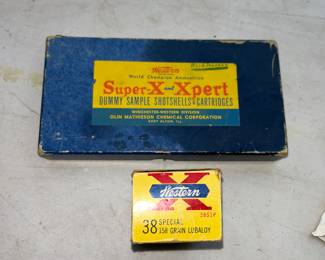 Western
World Champion Ammunition
Super-X and Xpert
DUMMY SAMPLE SHOTSHELLS & CARTRIDGES
WINCHESTER-WESTERN DIVISION
OLIN MATHIESON CHEMICAL CORPORATION
EAST ALTON, ILL.
X
Western
3851P
38 SPECIAL
158 GRAIN LUBALOY